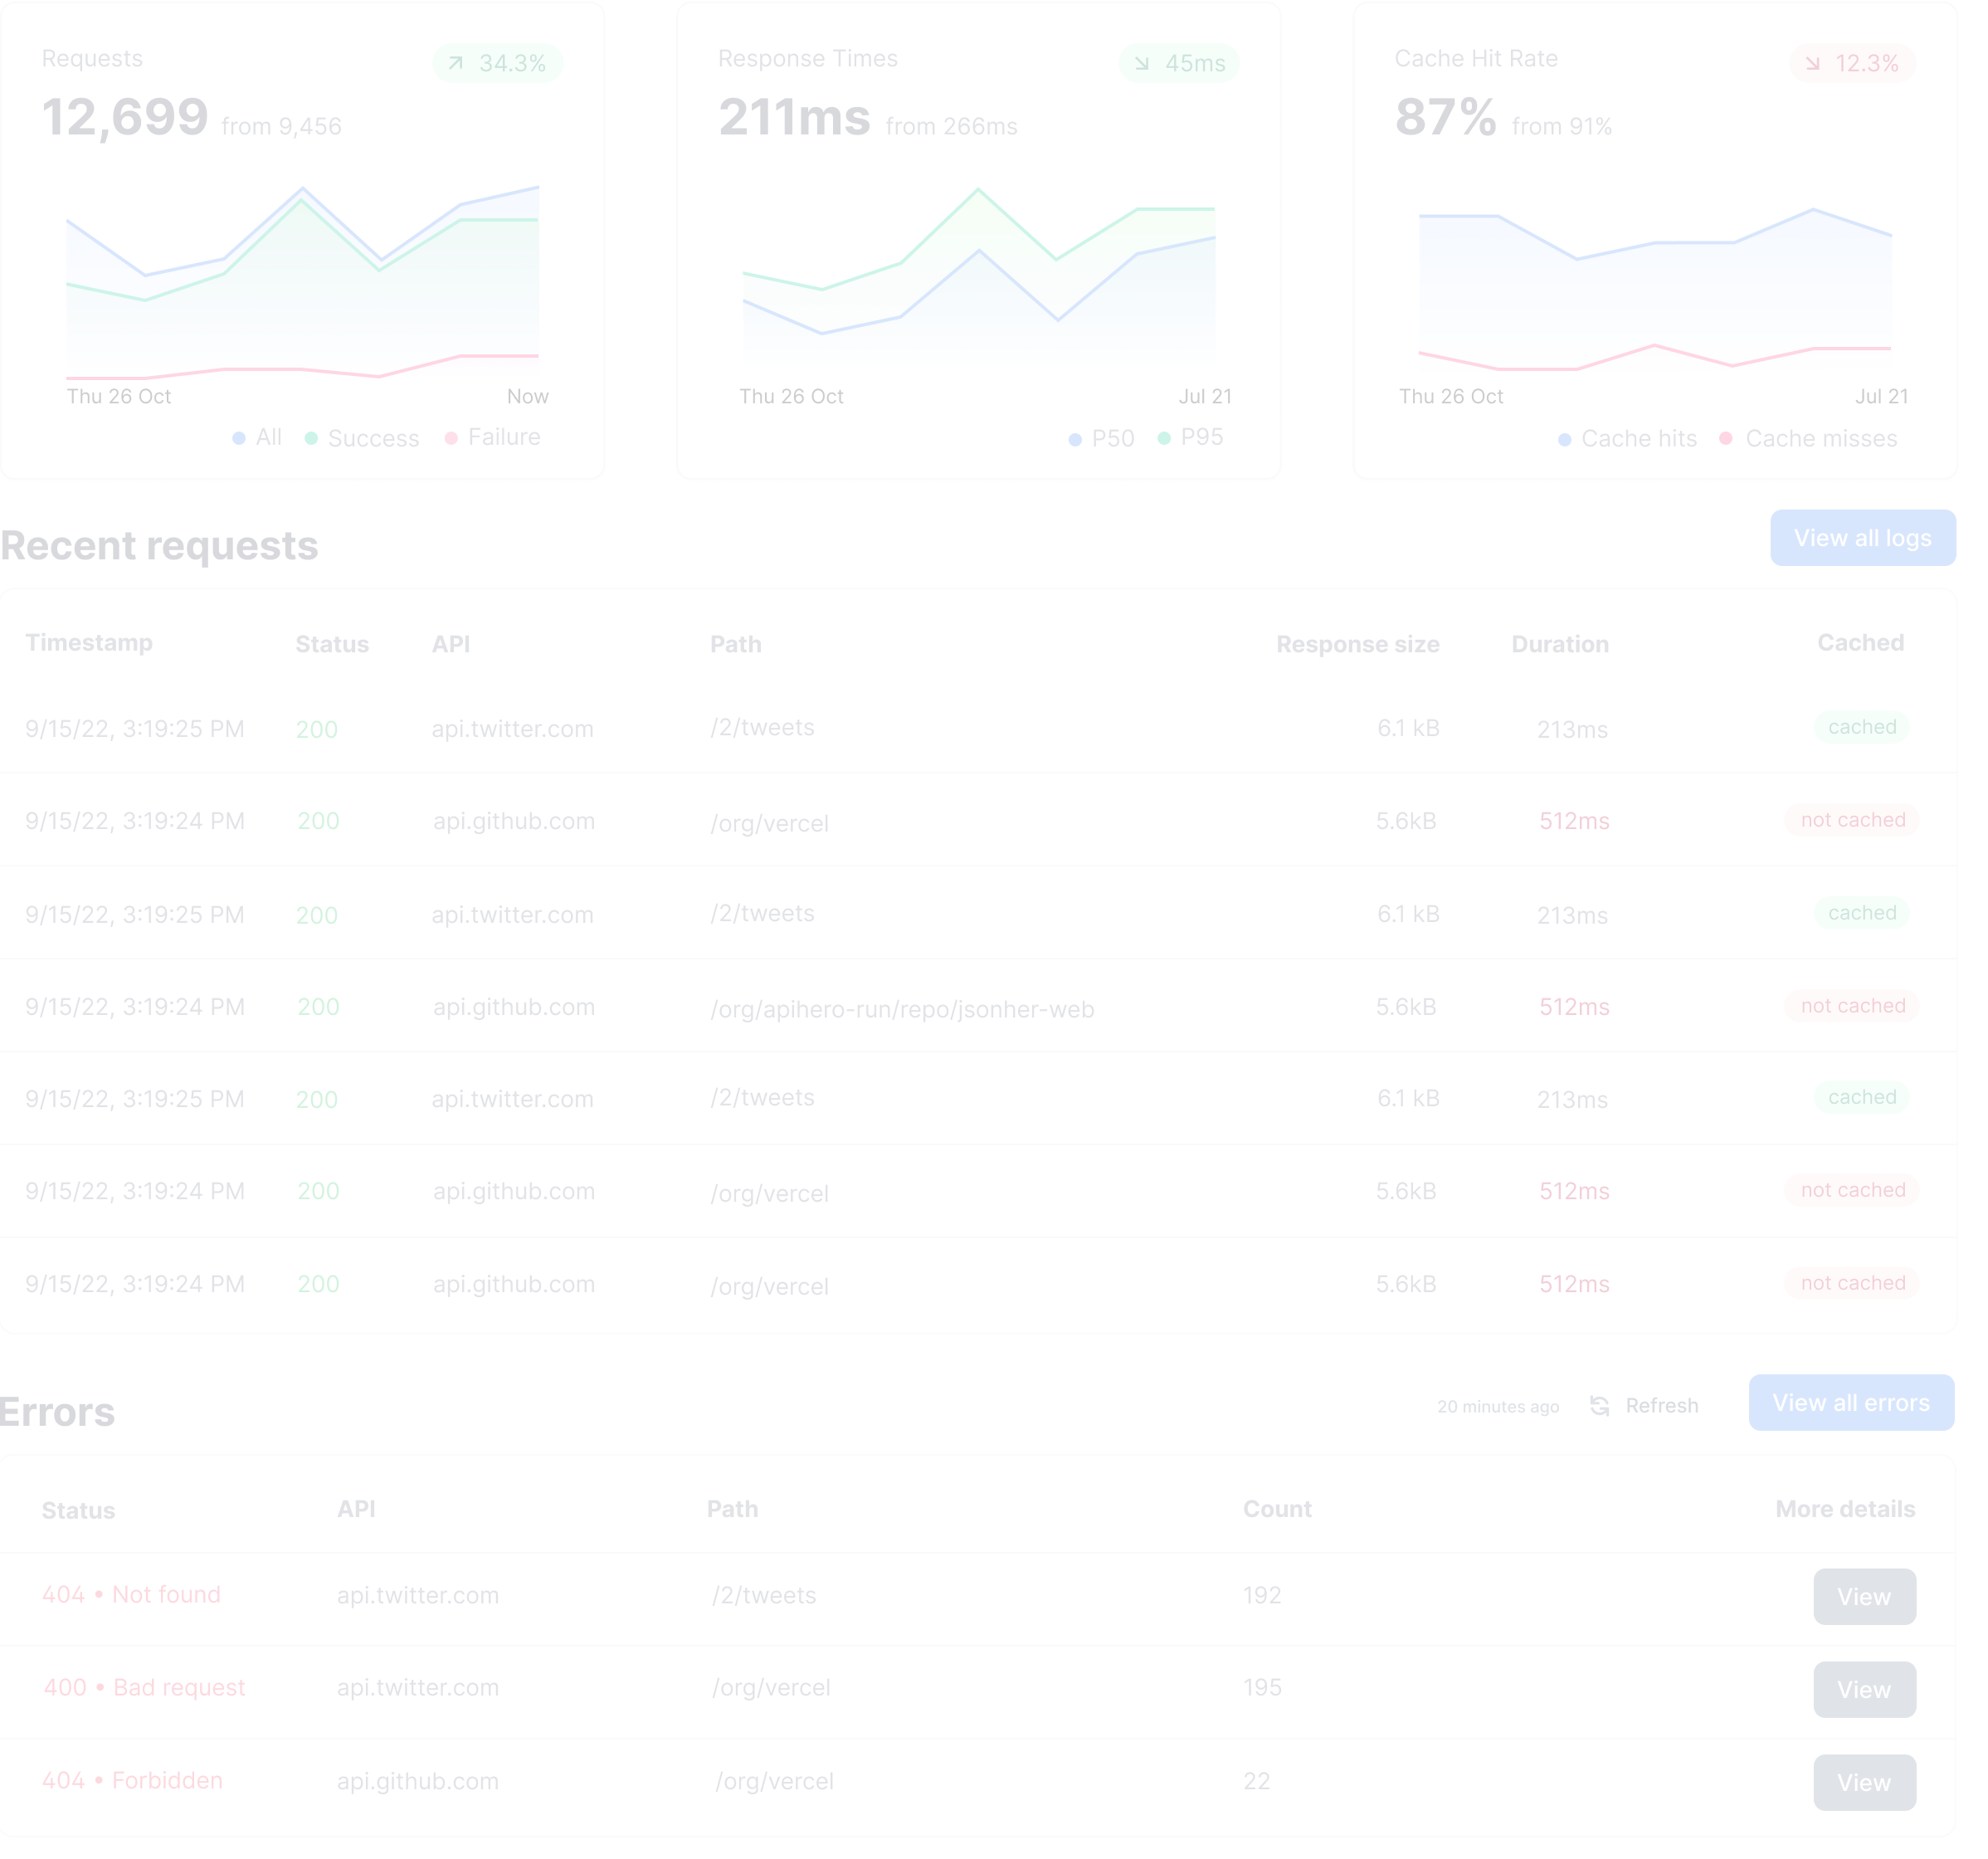 Requests 34.3%
12,699 from 9,456
Thu 26 Oct Now
All Success Failure
Response Times 45ms
211ms from 266ms
Thu 26 Oct Jul 21
P50 P95
Cache Hit Rate 12.3%
87% from 91%
Thu 26 Oct Jul 21
Cache hits Cache misses
Recent requests View all logs
Timestamp Status API Path Response size Duration Cached
9/15/22, 3:19:25 PM 200 api.twitter.com /2/tweets 6.1 kB 213ms cached
9/15/22, 3:19:24 PM 200 api.github.com /org/vercel 5.6kB 512ms not cached
9/15/22, 3:19:25 PM 200 api.twitter.com /2/tweets 6.1 kB 213ms cached
9/15/22, 3:19:24 PM 200 api.github.com /org/apihero-run/repo/jsonher-web 5.6kB 512ms not cached
9/15/22, 3:19:25 PM 200 api.twitter.com /2/tweets 6.1 kB 213ms cached
9/15/22, 3:19:24 PM 200 api.github.com /org/vercel 5.6kB 512ms not cached
9/15/22, 3:19:24 PM 200 api.github.com /org/vercel 5.6kB 512ms not cached
Errors 20 minutes ago Refresh View all errors
Status API Path Count More details
404 • Not found api.twitter.com /2/tweets 192 View
400 • Bad request api.twitter.com /org/vercel 195 View
404 • Forbidden api.github.com /org/vercel 22 View